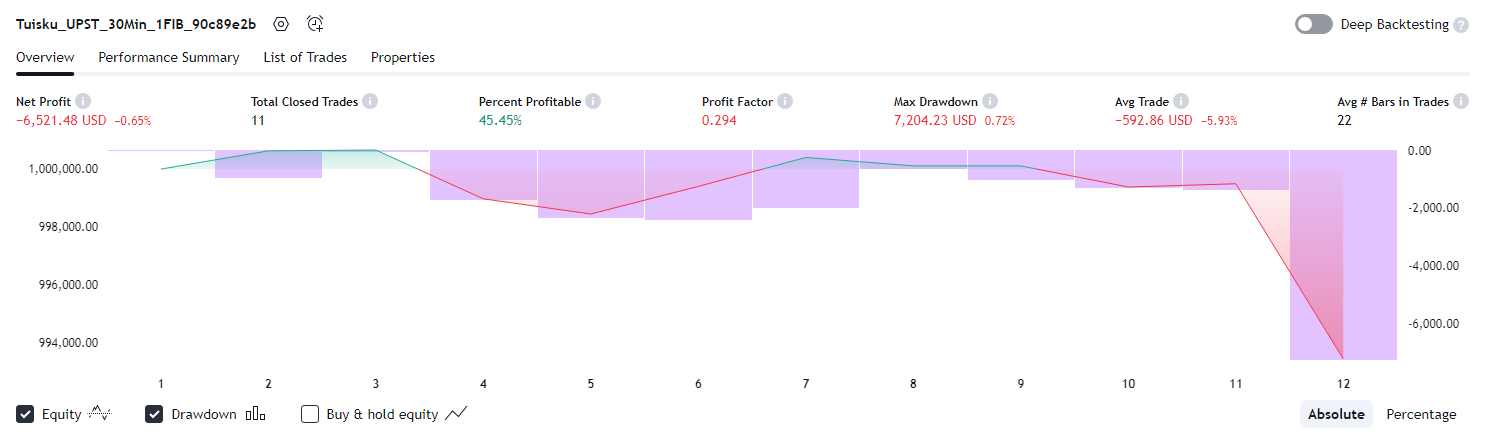 Tuisku_UPST_30Min_1FIB_90c89e2b
Deep Backtesting ?
Overview Performance Summary List of Trades Properties
Net Profit i Total Closed Trades i Percent Profitable i Profit Factor i Max Drawdown i Avg Trade i Avg # Bars in Trades i
−6,521.48 USD −0.65% 11 45.45% 0.294 7,204.23 USD 0.72% −592.86 USD −5.93% 22
1,000,000.00
998,000.00
996,000.00
994,000.00
0.00
-2,000.00
-4,000.00
-6,000.00
1 2 3 4 5 6 7 8 9 10 11 12
Equity Drawdown Buy & hold equity Absolute Percentage